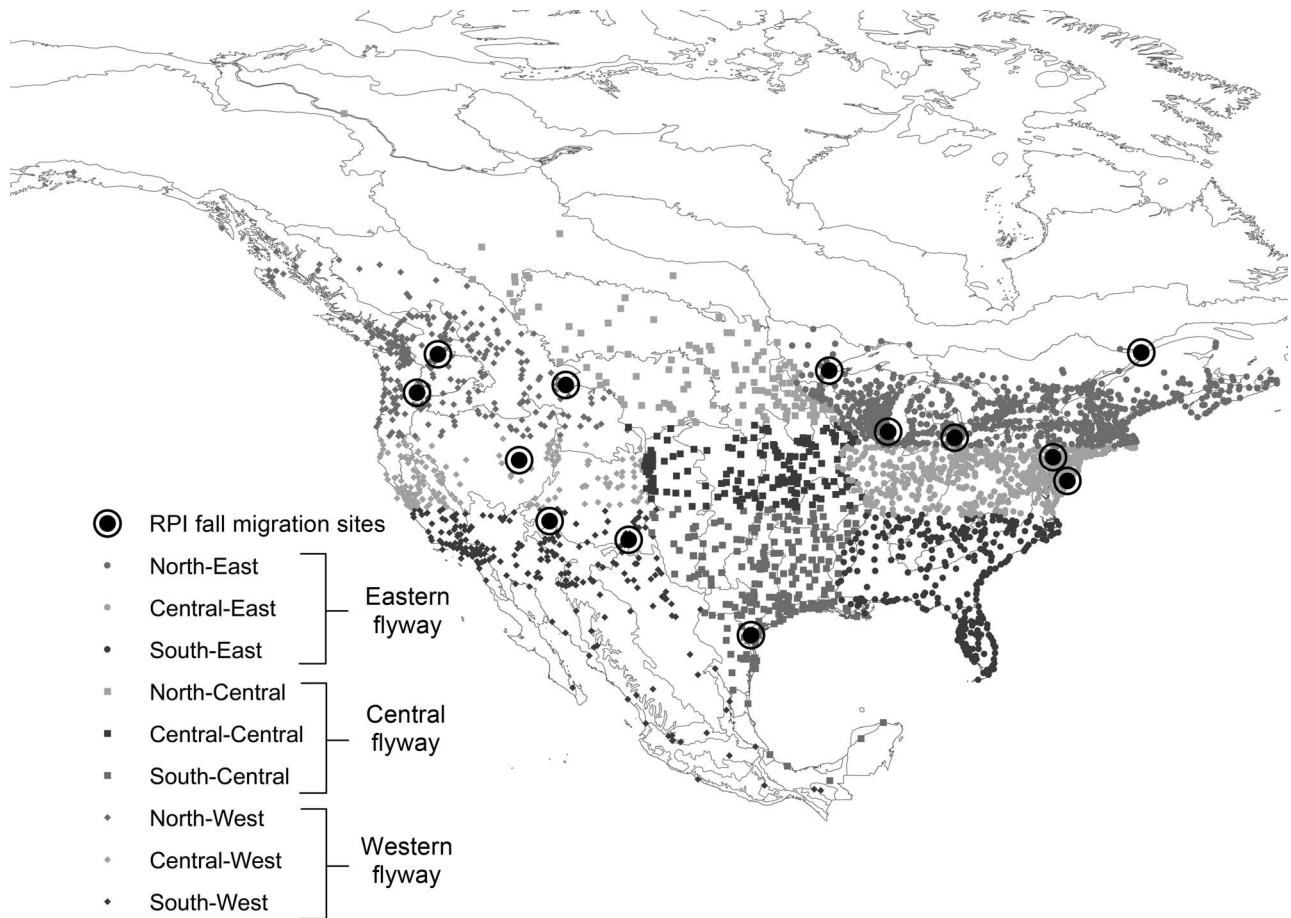 RPI fall migration sites
North-East
Central-East
South-East
Eastern
flyway
North-Central
Central-Central
South-Central
Central
flyway
North-West
Central-West
South-West
Western
flyway